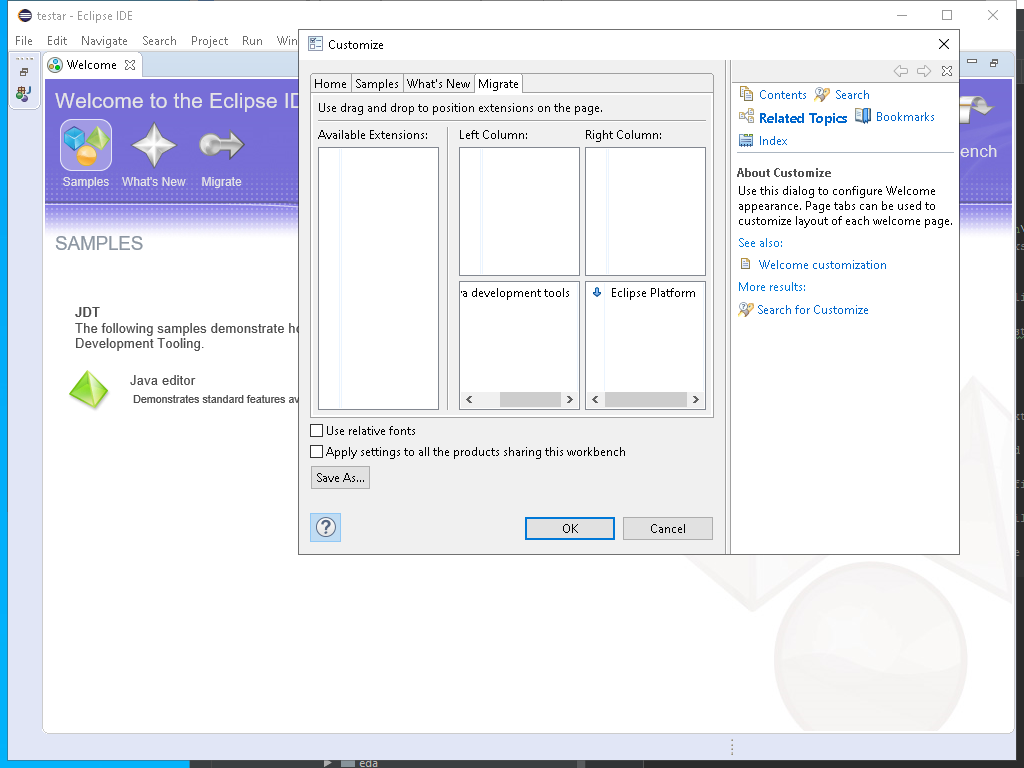 testar - Eclipse IDE
File Edit Navigate Search Project Run Win
Welcome
Welcome to the Eclipse ID
Samples What's New Migrate
ench
SAMPLES
JDT
The following samples demonstrate ho
Development Tooling.
Java editor
Demonstrates standard features av
Customize
Home Samples What's New Migrate
Use drag and drop to position extensions on the page.
Available Extensions: Left Column: Right Column:
va development tools Eclipse Platform
Use relative fonts
Apply settings to all the products sharing this workbench
Save As...
OK Cancel
Contents Search
Related Topics Bookmarks
Index
About Customize
Use this dialog to configure Welcome
appearance. Page tabs can be used to
customize layout of each welcome page.
See also:
Welcome customization
More results:
Search for Customize
eda